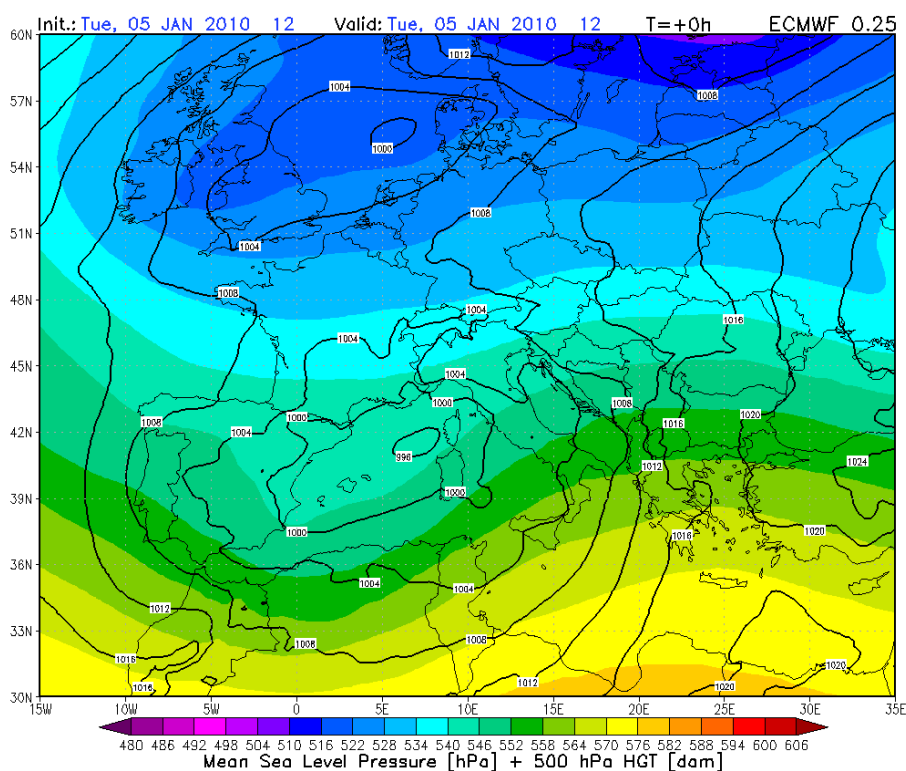 Init.: Tue, 05 JAN 2010 12 Valid: Tue, 05 JAN 2010 12 T=+0h ECMWF 0.25
60N
1012
57N
1004
1008
1000
54N
51N
1008
1004
48N
1008
1004
1016
1004
45N
1004
1000
1008
1020
1008
1000
1016
42N
1004
996
1012
1024
39N
1000
1000
1020
1016
36N
1004
1004
1012
33N
1008
1008
1016
1020
1016
1012
1020
30N
15W 10W 5W 0 5E 10E 15E 20E 25E 30E 35E
480 486 492 498 504 510 516 522 528 534 540 546 552 558 564 570 576 582 588 594 600 606
Mean Sea Level Pressure [hPa] + 500 hPa HGT [dam]